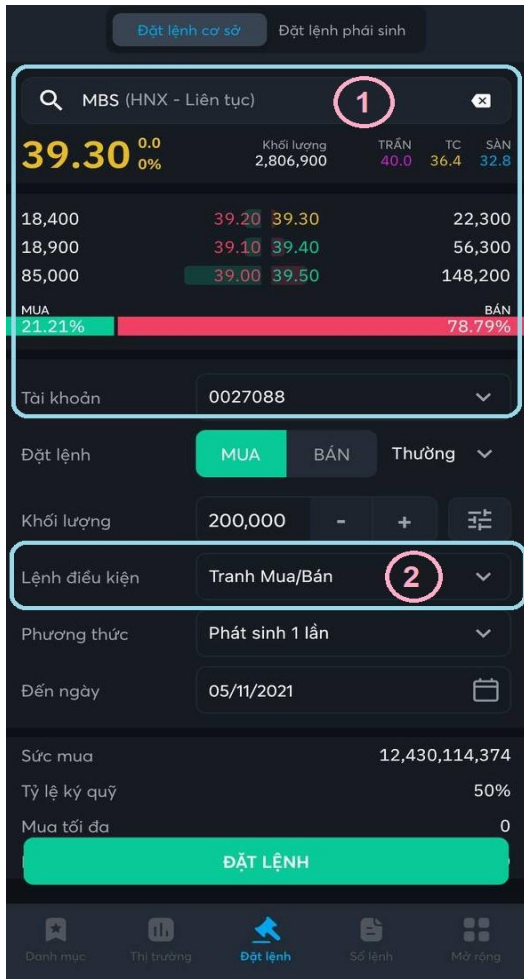 Đặt lệnh cơ sở Đặt lệnh phái sinh
MBS (HNX - Liên tục) 1
39.30 0.0 0% Khối lượng 2,806,900 TRẦN 40.0 TC 36.4 SÀN 32.8
18,400 39.20 39.30 22,300
18,900 39.10 39.40 56,300
85,000 39.00 39.50 148,200
MUA BÁN
21.21% 78.79%
Tài khoản 0027088
Đặt lệnh MUA BÁN Thường
Khối lượng 200,000 - +
Lệnh điều kiện Tranh Mua/Bán 2
Phương thức Phát sinh 1 lần
Đến ngày 05/11/2021
Sức mua 12,430,114,374
Tỷ lệ ký quỹ 50%
Mua tối đa 0
ĐẶT LỆNH
Danh mục Thị trường Đặt lệnh Sổ lệnh Mở rộng